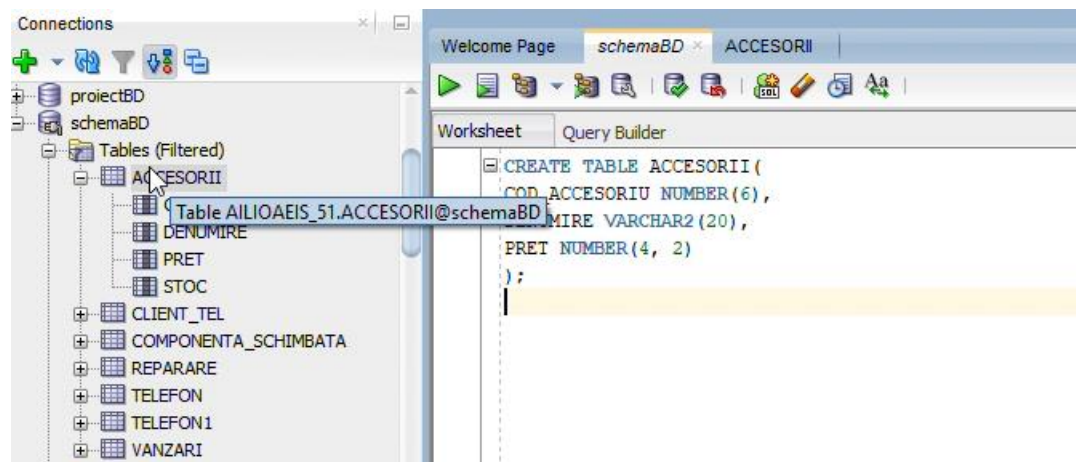 Connections
proiectBD
schemaBD
Tables (Filtered)
ACCESORII
Table AILIOAEIS_51.ACCESORII@schemaBD
DENUMIRE
PRET
STOC
CLIENT_TEL
COMPONENTA_SCHIMBATA
REPARARE
TELEFON
TELEFON1
VANZARI
Welcome Page schemaBD ACCESORII
SQL
Worksheet Query Builder
CREATE TABLE ACCESORII(
COD_ACCESORIU NUMBER(6),
DENUMIRE VARCHAR2(20),
PRET NUMBER(4, 2)
);